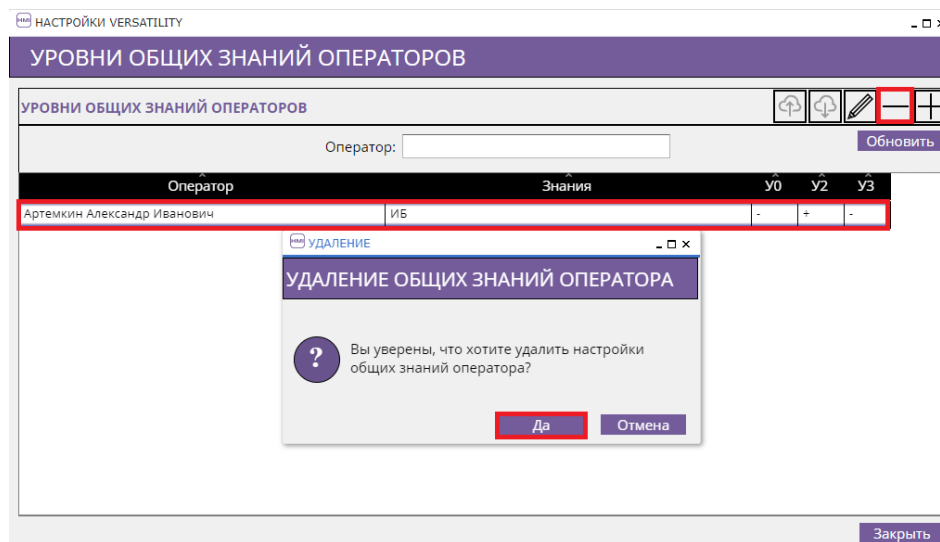 HMI НАСТРОЙКИ VERSATILITY
УРОВНИ ОБЩИХ ЗНАНИЙ ОПЕРАТОРОВ
УРОВНИ ОБЩИХ ЗНАНИЙ ОПЕРАТОРОВ
Оператор:
Обновить
Оператор Знания У0 У2 У3
Артемкин Александр Иванович ИБ - + -
HMI УДАЛЕНИЕ
УДАЛЕНИЕ ОБЩИХ ЗНАНИЙ ОПЕРАТОРА
? Вы уверены, что хотите удалить настройки
общих знаний оператора?
Да Отмена
Закрыть